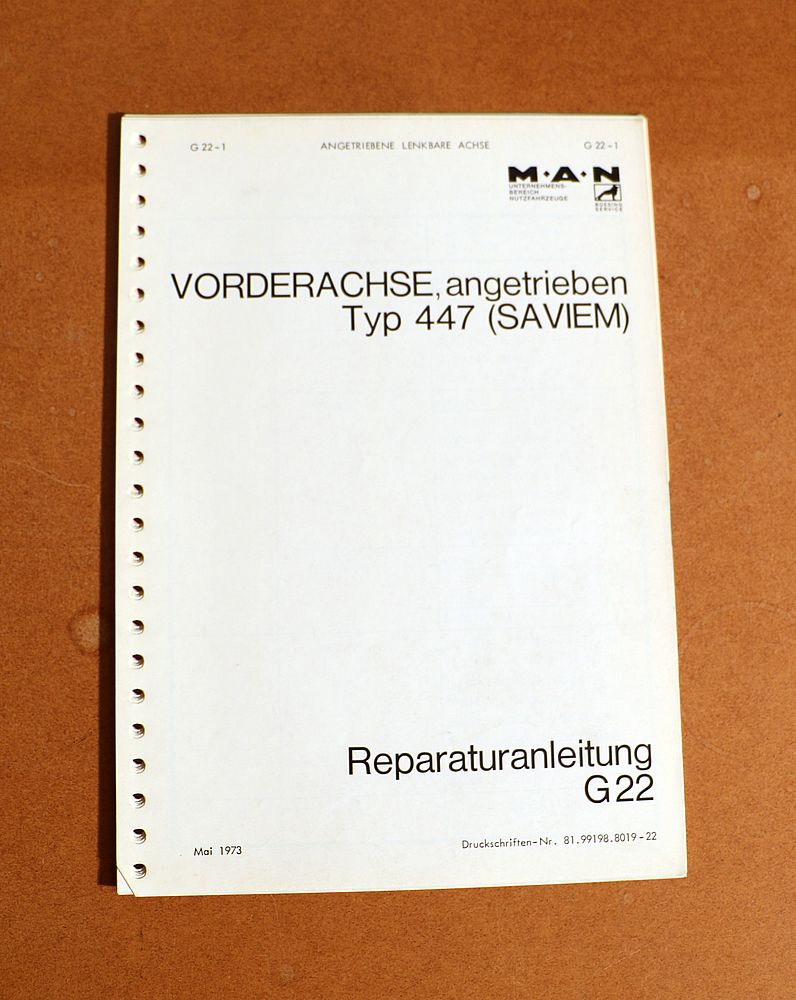 G 22-1 ANGETRIEBENE LENKBARE ACHSE G 22-1
M·A·N
UNTERNEHMENS-
BEREICH
NUTZFAHRZEUGE
BUESSING
SERVICE
VORDERACHSE, angetrieben
Typ 447 (SAVIEM)
Reparaturanleitung
G 22
Mai 1973
Druckschriften-Nr. 81.99198.8019-22